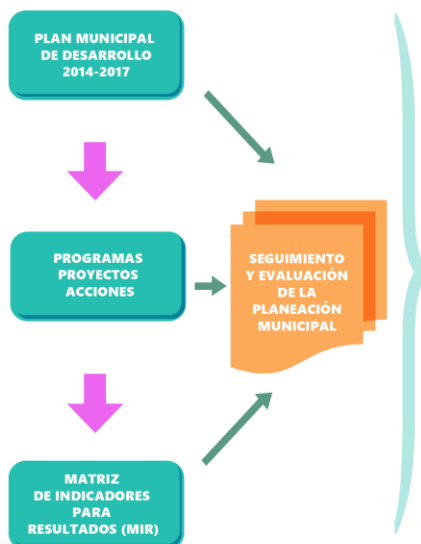 PLAN MUNICIPAL
DE DESARROLLO
2014-2017
PROGRAMAS
PROYECTOS
ACCIONES
SEGUIMIENTO
Y EVALUACIÓN
DE LA
PLANEACIÓN
MUNICIPAL
MATRIZ
DE INDICADORES
PARA
RESULTADOS (MIR)